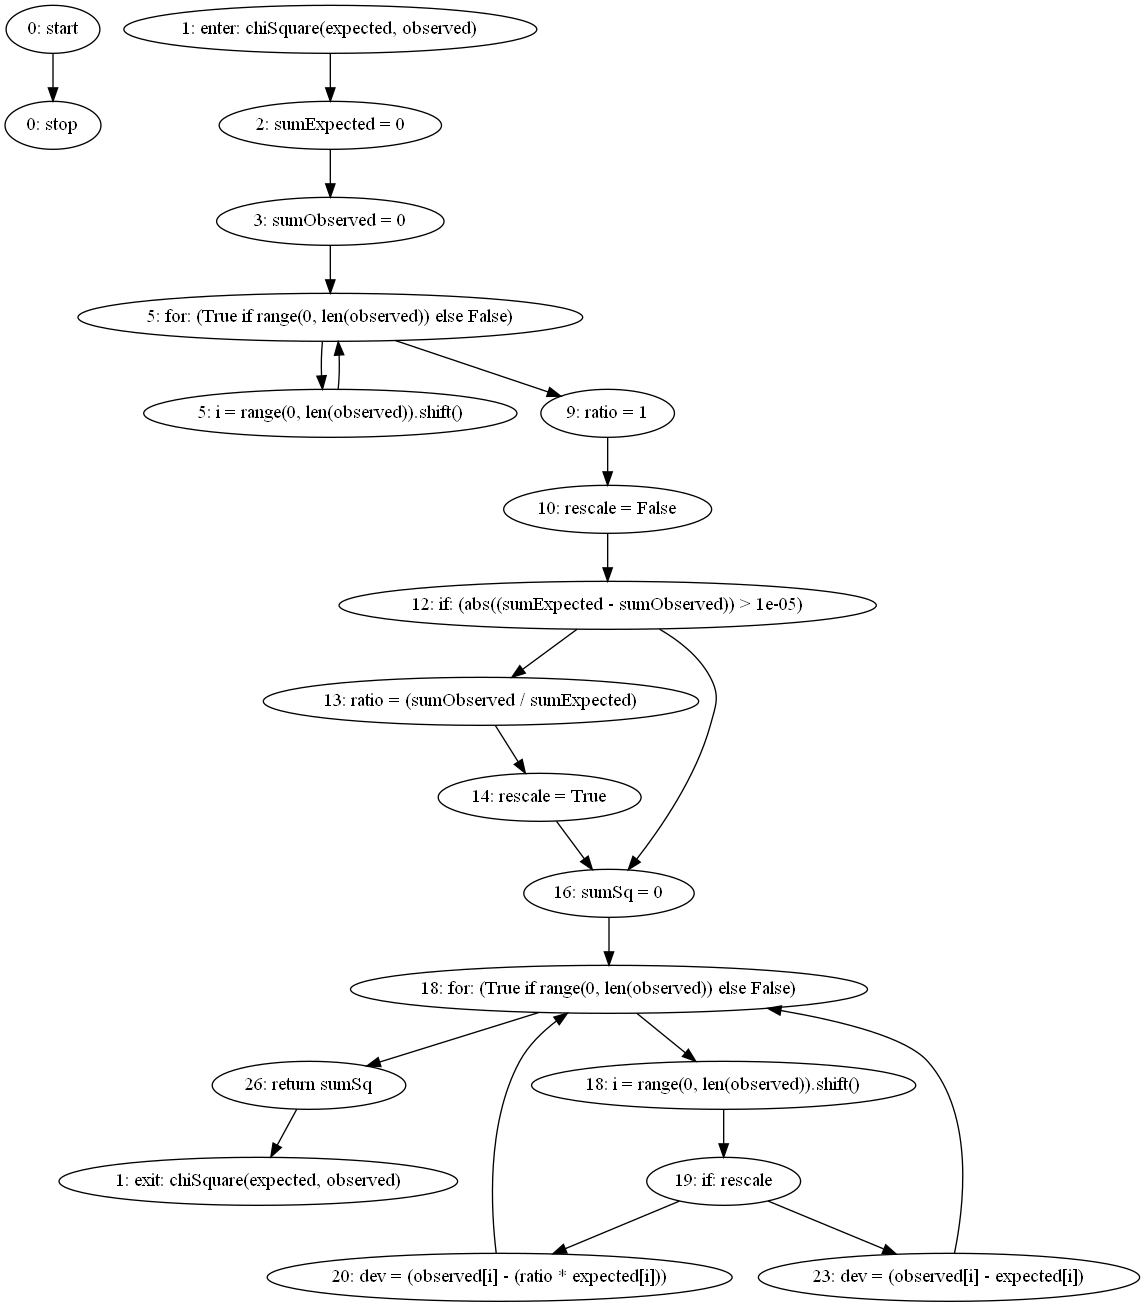 0: start
1: enter: chiSquare(expected, observed)
0: stop
2: sumExpected = 0
3: sumObserved = 0
5: for: (True if range(0, len(observed)) else False)
5: i = range(0, len(observed)).shift()
9: ratio = 1
10: rescale = False
12: if: (abs((sumExpected - sumObserved)) > 1e-05)
13: ratio = (sumObserved / sumExpected)
14: rescale = True
16: sumSq = 0
18: for: (True if range(0, len(observed)) else False)
26: return sumSq
18: i = range(0, len(observed)).shift()
1: exit: chiSquare(expected, observed)
19: if: rescale
20: dev = (observed[i] - (ratio * expected[i]))
23: dev = (observed[i] - expected[i])